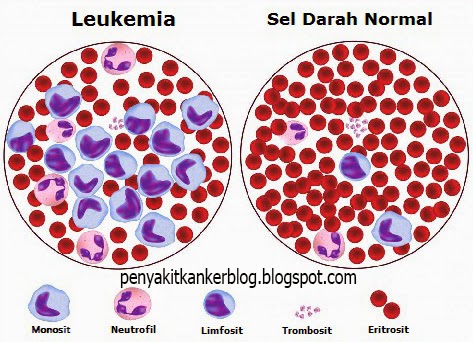 Leukemia
Sel Darah Normal
penyakitkankerblog.blogspot.com
Monosit
Neutrofil
Limfosit
Trombosit
Eritrosit